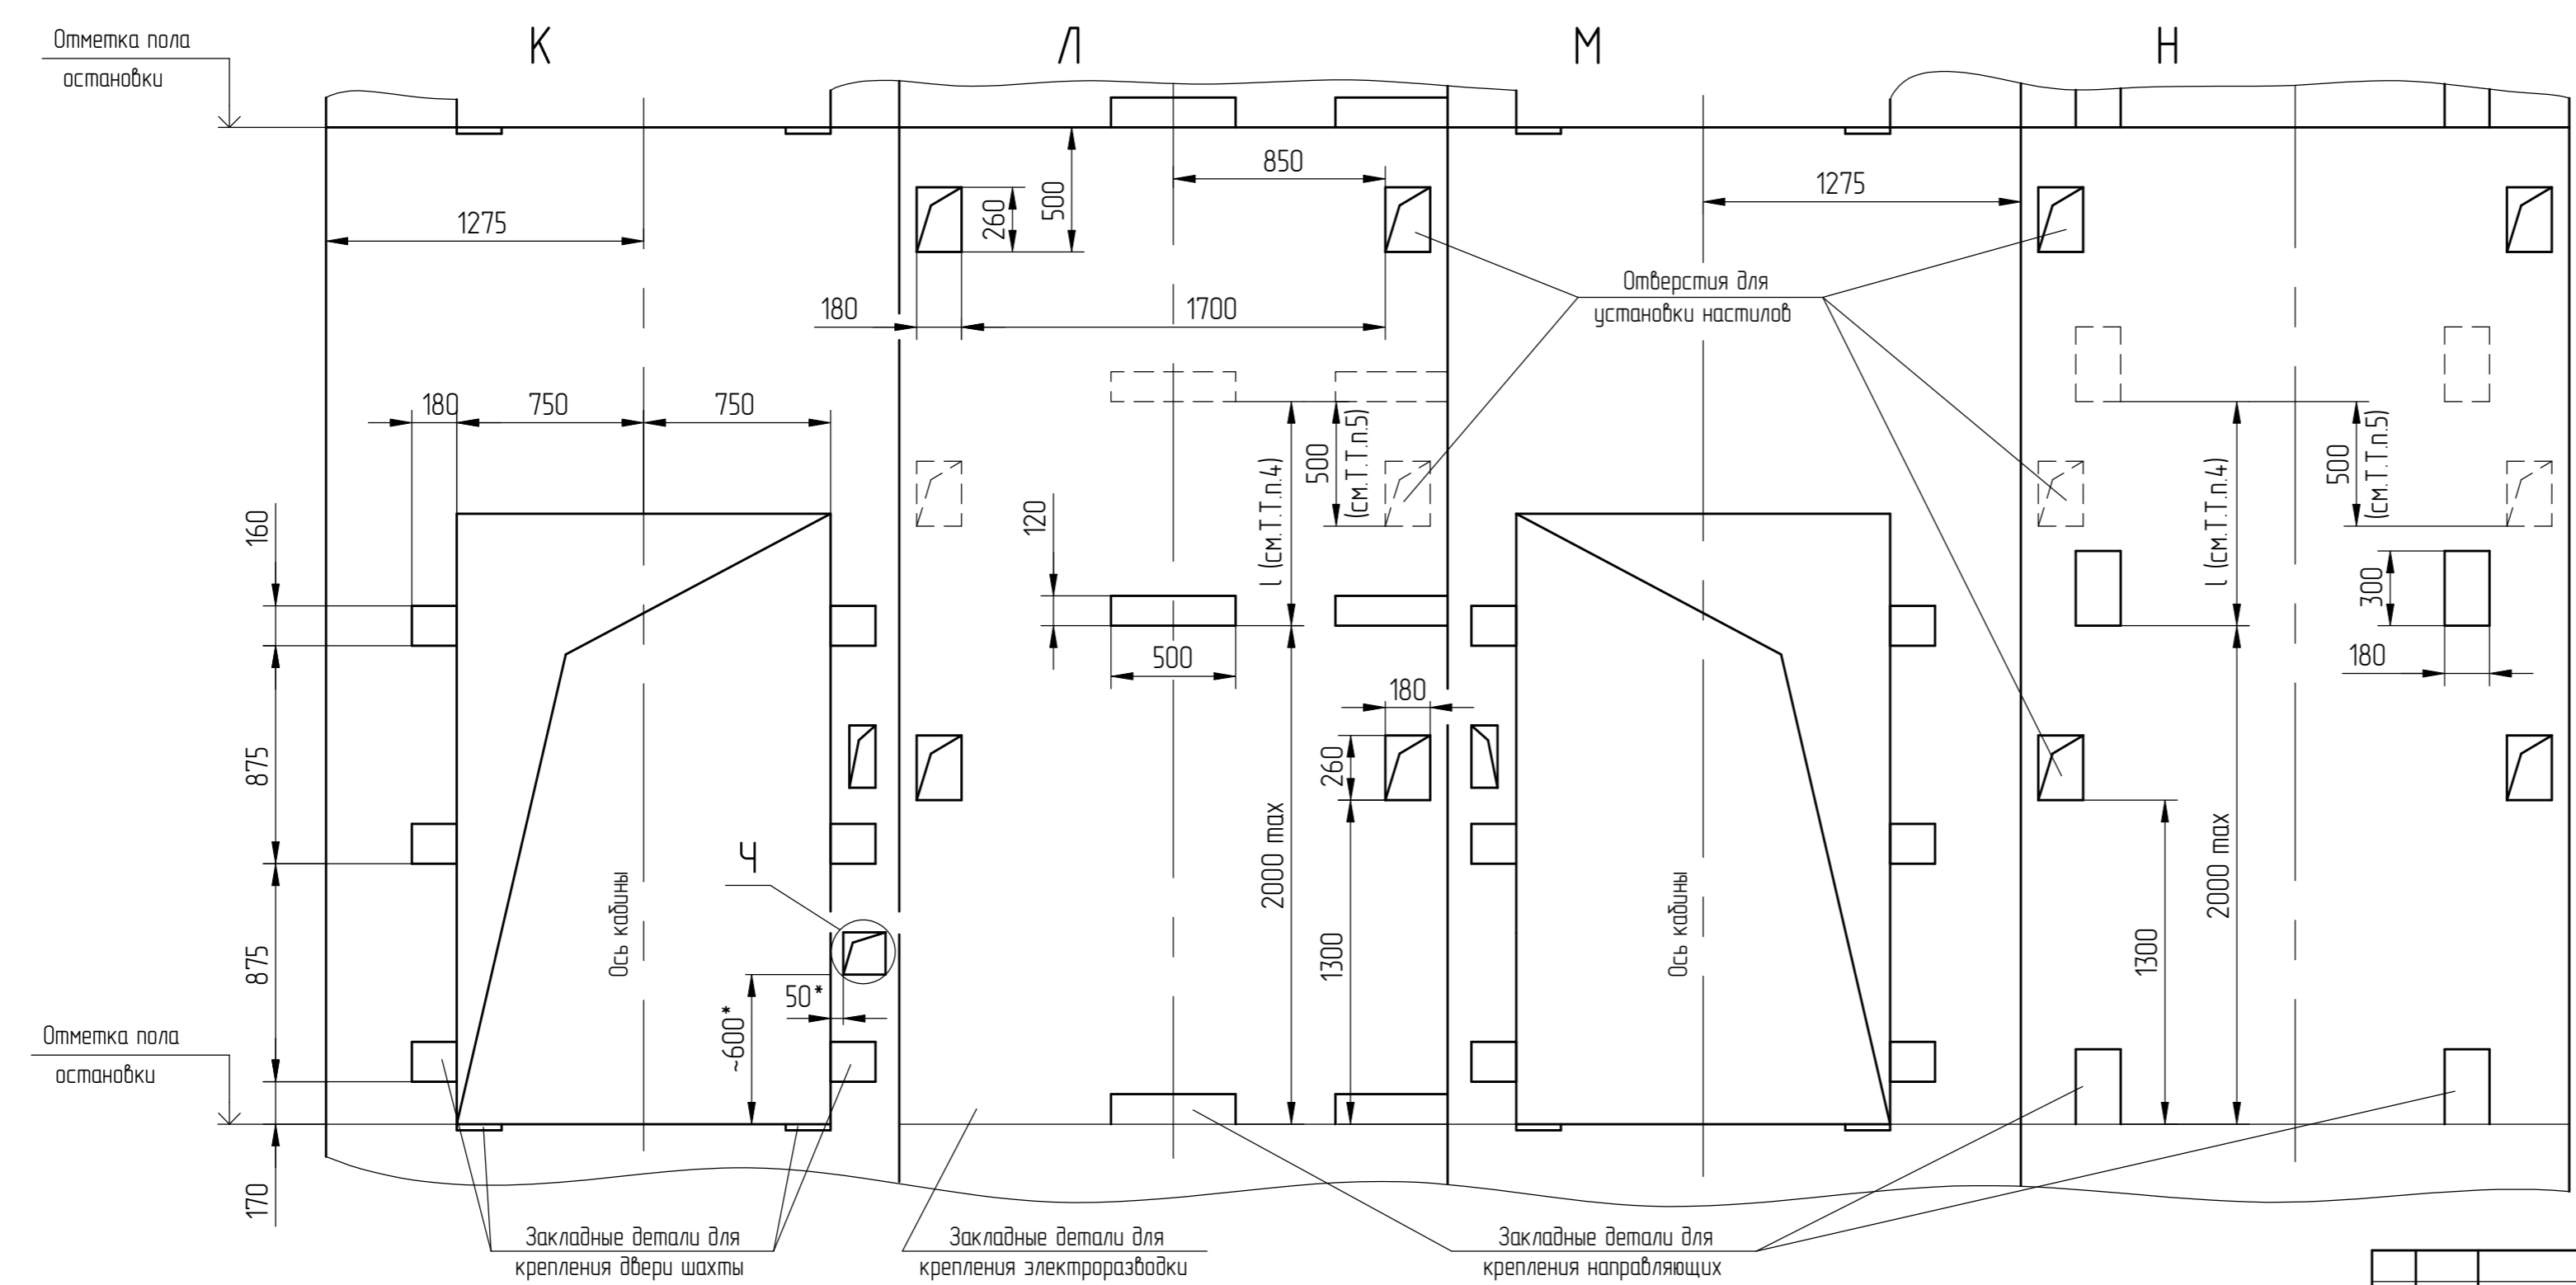 Отметка пола
остановки
К
Л
М
Н
850
1275
1275
260
500
Отверстия для
установки настилов
180
1700
180
750
750
500
(см.Т.Т.п.5)
l (см.Т.Т.п.4)
500
(см.Т.Т.п.5)
l (см.Т.Т.п.4)
160
120
300
500
180
180
875
260
2000 max
2000 max
Ч
Ось кабины
Ось кабины
875
1300
1300
50*
~600*
Отметка пола
остановки
170
Закладные детали для
крепления двери шахты
Закладные детали для
крепления электроразводки
Закладные детали для
крепления направляющих